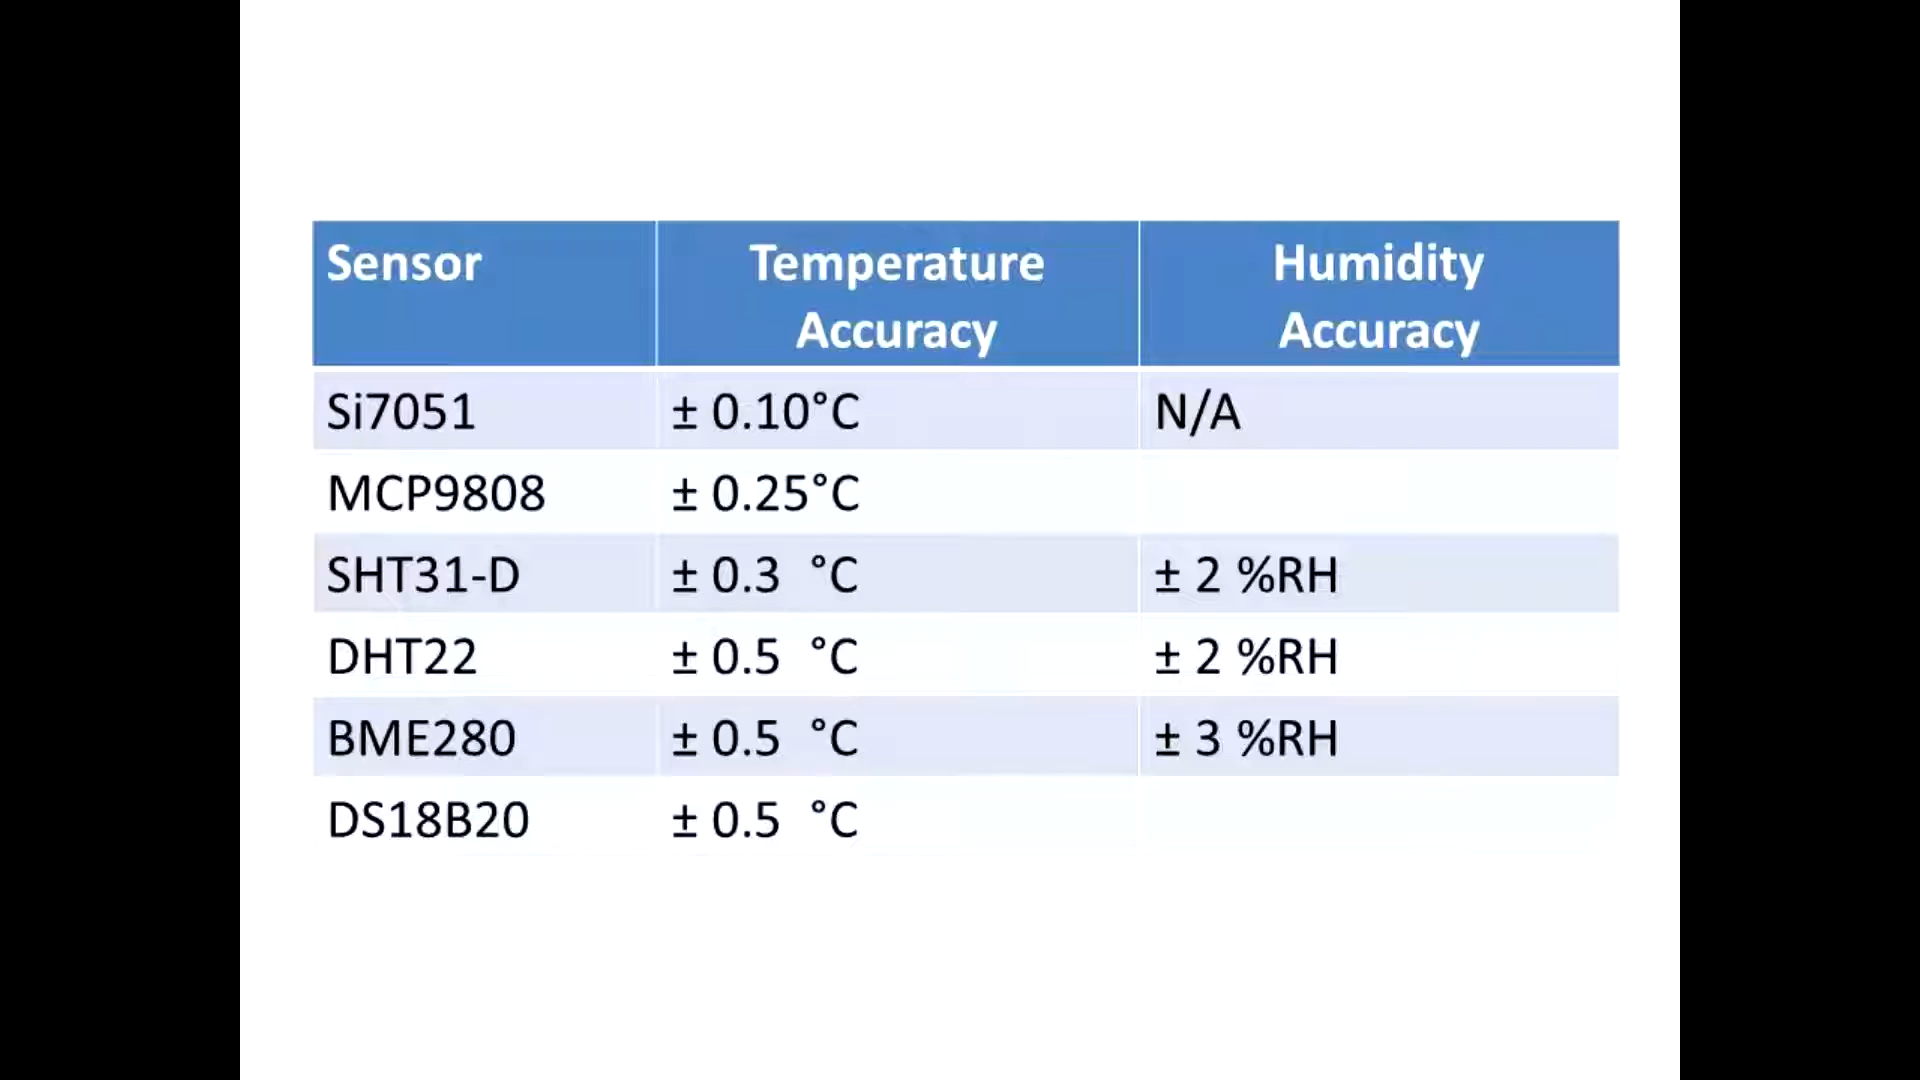 Sensor Temperature Accuracy Humidity Accuracy
Si7051 ± 0.10°C N/A
MCP9808 ± 0.25°C
SHT31-D ± 0.3 °C ± 2 %RH
DHT22 ± 0.5 °C ± 2 %RH
BME280 ± 0.5 °C ± 3 %RH
DS18B20 ± 0.5 °C